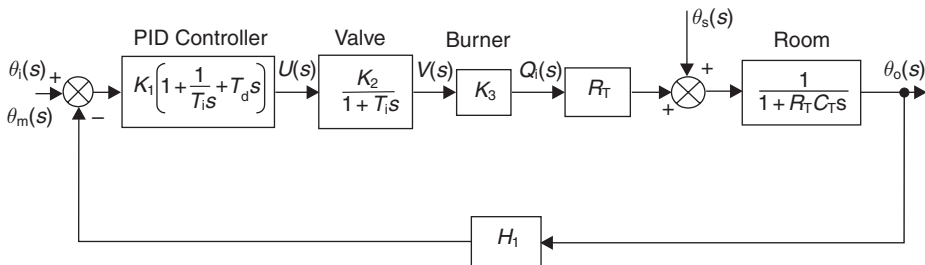 PID Controller
Valve
Burner
θs(s)
Room
θi(s)
+
K1(1 + 1/Tis + Tds)
U(s)
K2/(1 + Tis)
V(s)
K3
Qi(s)
RT
+
+
+
1/(1 + RTCTs)
θo(s)
θm(s)
−
H1